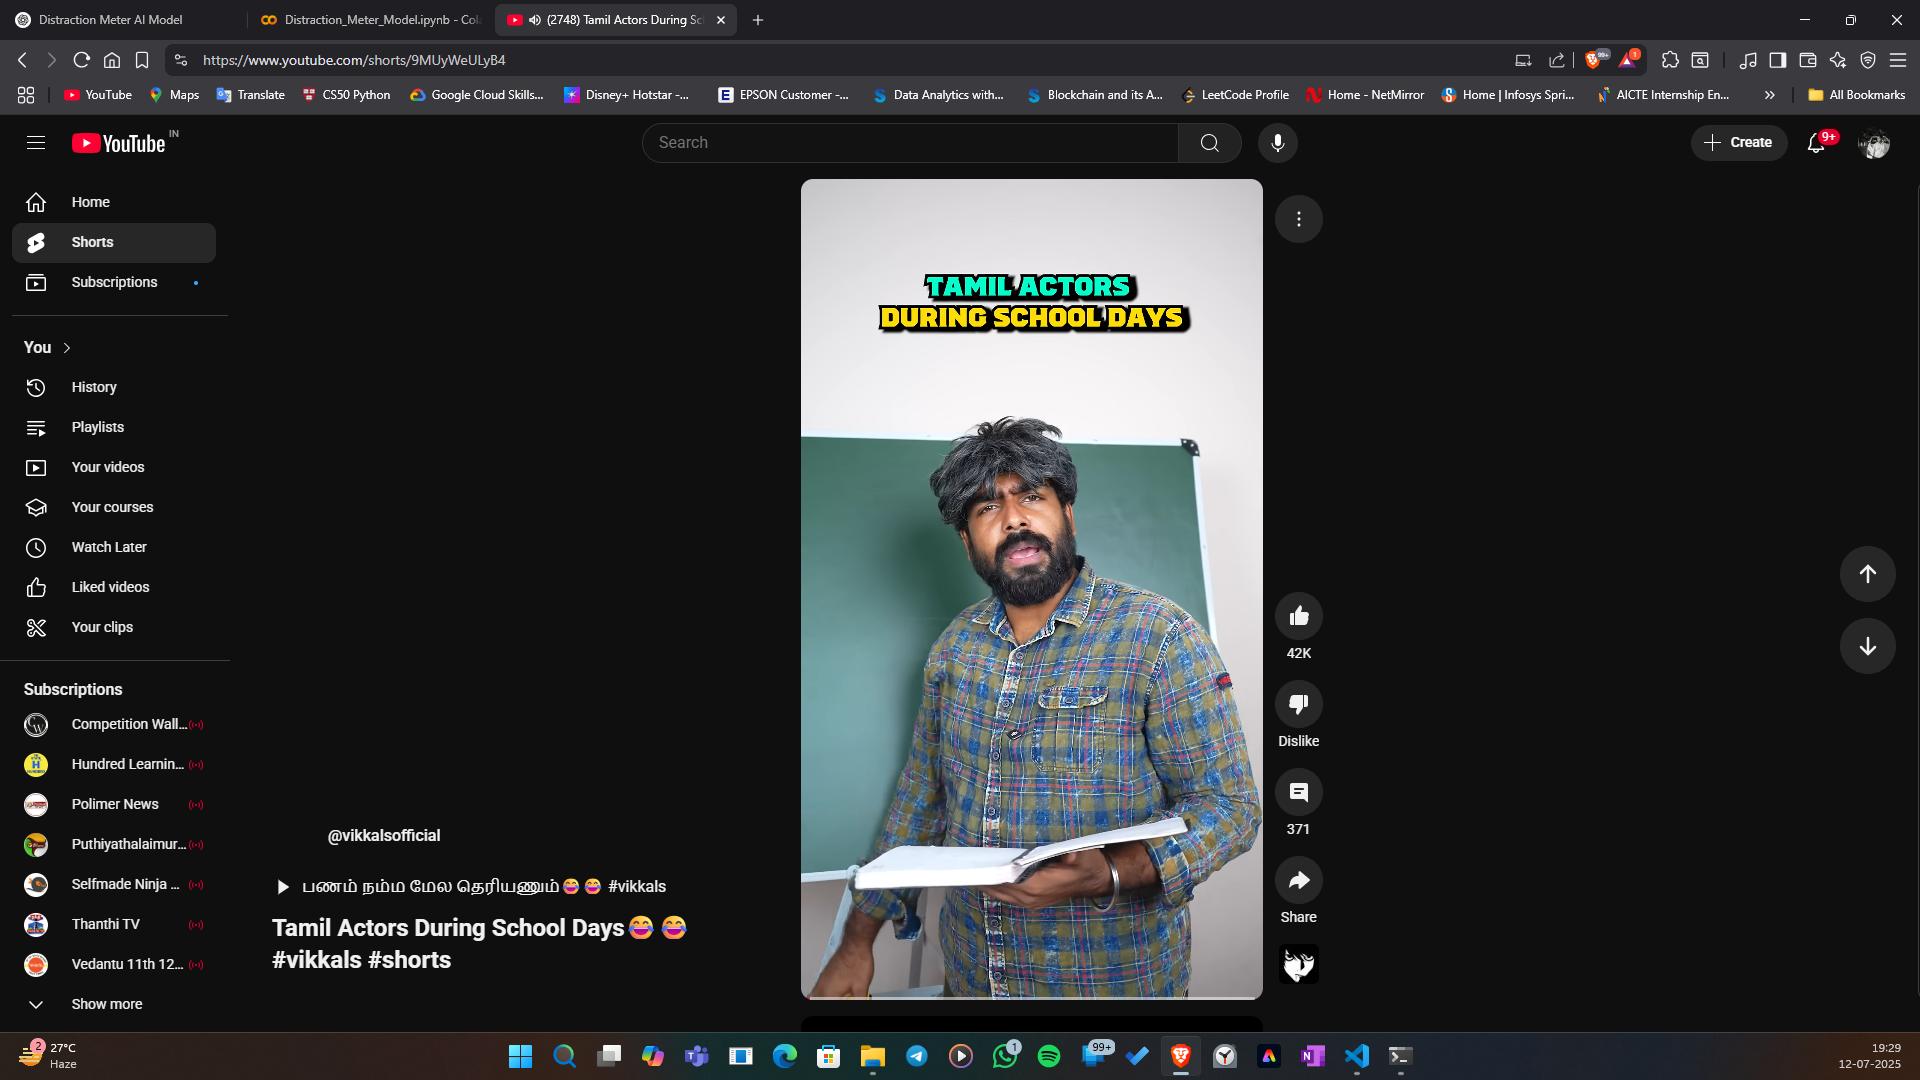 Distraction Meter AI Model
Distraction_Meter_Model.ipynb - Col
(2748) Tamil Actors During Sc
https://www.youtube.com/shorts/9MUyWeULyB4
99+
1
YouTube
Maps
Translate
CS50 Python
Google Cloud Skills...
Disney+ Hotstar -...
EPSON Customer -...
Data Analytics with...
Blockchain and its A...
LeetCode Profile
Home - NetMirror
Home | Infosys Spri...
AICTE Internship En...
All Bookmarks
YouTube IN
Search
Create
9+
Home
Shorts
Subscriptions
You
History
Playlists
Your videos
Your courses
Watch Later
Liked videos
Your clips
Subscriptions
Competition Wall...
Hundred Learnin...
Polimer News
Puthiyathalaimur...
Selfmade Ninja ...
Thanthi TV
Vedantu 11th 12...
Show more
TAMIL ACTORS
DURING SCHOOL DAYS
@vikkalsofficial
பணம் நம்ம மேல தெரியணும்😂😂 #vikkals
Tamil Actors During School Days😂😂
#vikkals #shorts
42K
Dislike
371
Share
2
27°C
Haze
1
99+
19:29
12-07-2025